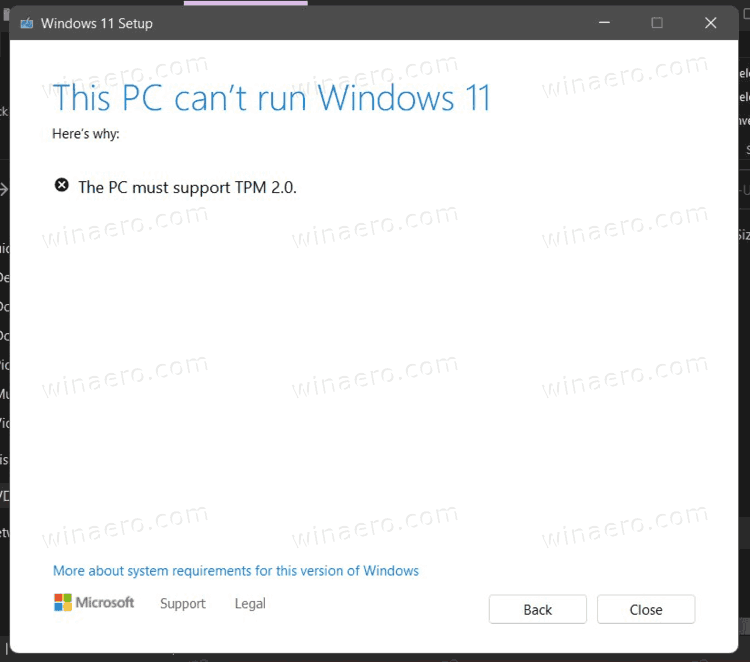 Windows 11 Setup
winaero.com winaero.com winaero.com
This PC can't run Windows 11
Here's why:
The PC must support TPM 2.0.
winaero.com winaero.com winaero.com
winaero.com winaero.com winaero.com
winaero.com winaero.com winaero.com
More about system requirements for this version of Windows
Microsoft Support Legal Back Close